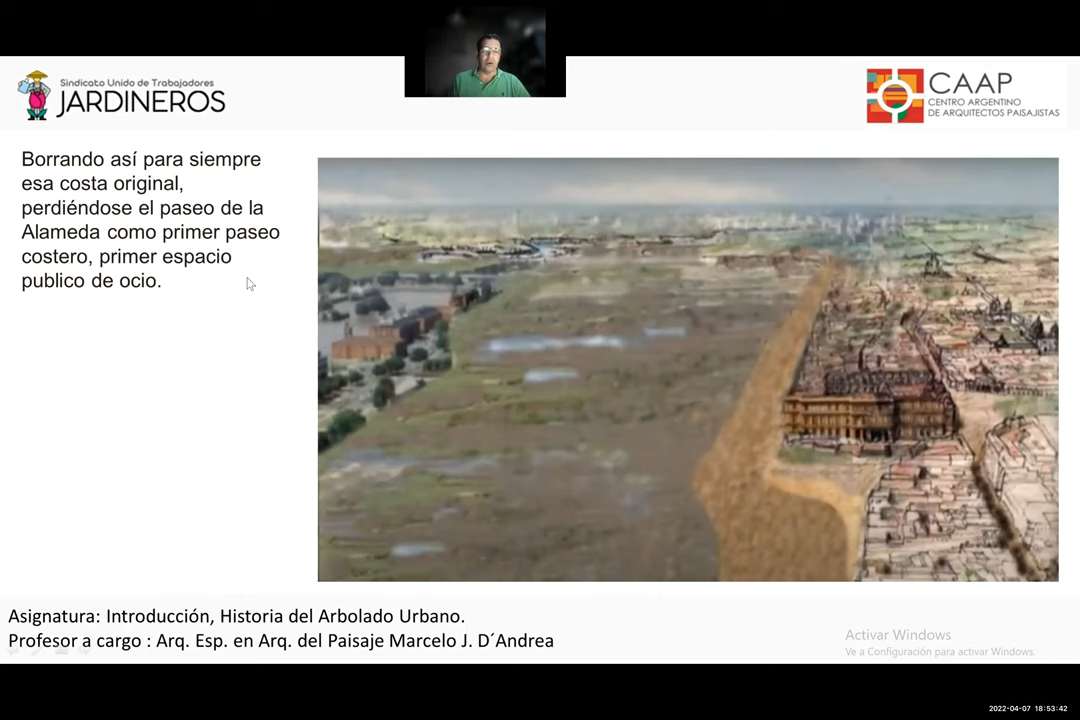 Sindicato Unido de Trabajadores
JARDINEROS
CAAP
CENTRO ARGENTINO
DE ARQUITECTOS PAISAJISTAS
Borrando así para siempre
esa costa original,
perdiéndose el paseo de la
Alameda como primer paseo
costero, primer espacio
publico de ocio.
Asignatura: Introducción, Historia del Arbolado Urbano.
Profesor a cargo : Arq. Esp. en Arq. del Paisaje Marcelo J. D´Andrea
Activar Windows
Ve a Configuración para activar Windows.
2022-04-07 18:53:42